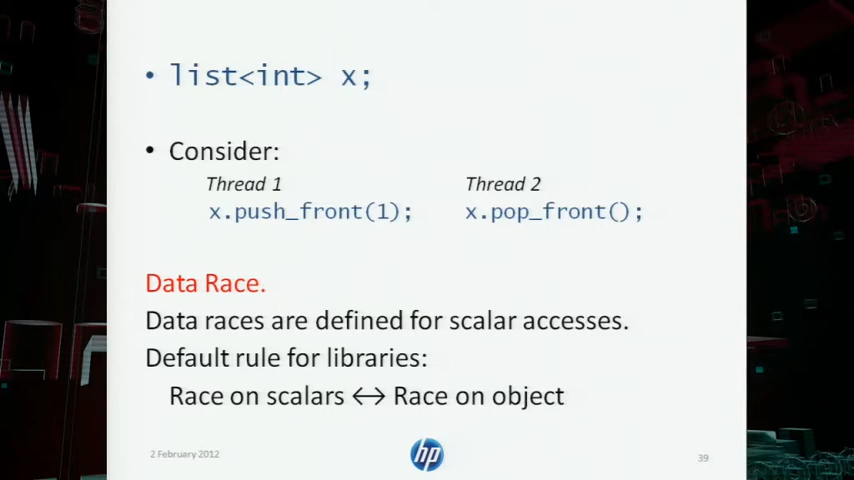 • list<int> x;
• Consider:
Thread 1 Thread 2
x.push_front(1); x.pop_front();
Data Race.
Data races are defined for scalar accesses.
Default rule for libraries:
Race on scalars ↔ Race on object
2 February 2012 hp 39